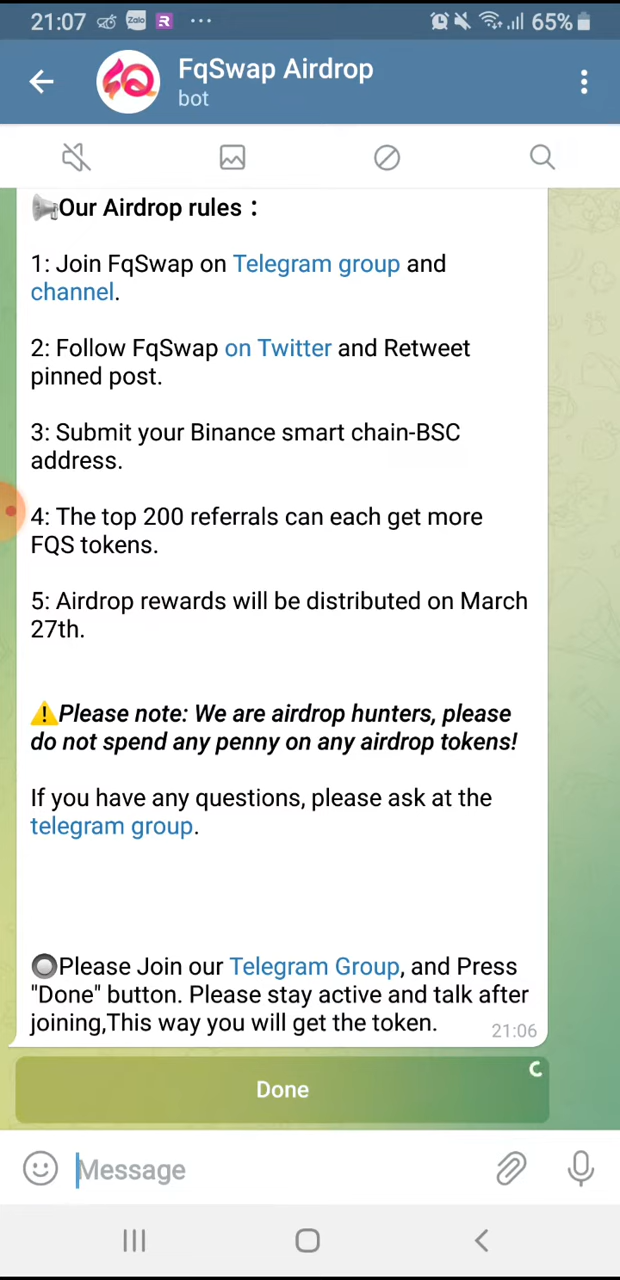 21:07 Zalo R 65%
FqSwap Airdrop
bot
Our Airdrop rules：
1: Join FqSwap on Telegram group and
channel.
2: Follow FqSwap on Twitter and Retweet
pinned post.
3: Submit your Binance smart chain-BSC
address.
4: The top 200 referrals can each get more
FQS tokens.
5: Airdrop rewards will be distributed on March
27th.
Please note: We are airdrop hunters, please
do not spend any penny on any airdrop tokens!
If you have any questions, please ask at the
telegram group.
Please Join our Telegram Group, and Press
"Done" button. Please stay active and talk after
joining,This way you will get the token. 21:06
Done
Message